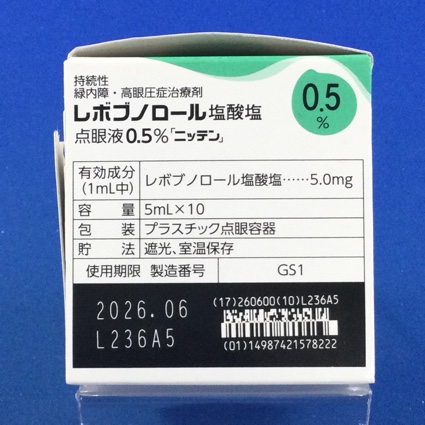 持続性
緑内障・高眼圧症治療剤
レボブノロール塩酸塩
点眼液0.5%「ニッテン」
0.5
%
有効成分 レボブノロール塩酸塩……5.0mg
(1mL中)
容量 5mL×10
包装 プラスチック点眼容器
貯法 遮光、室温保存
使用期限 製造番号 GS1
2026.06
L236A5
(17)260600(10)L236A5
(01)14987421578222